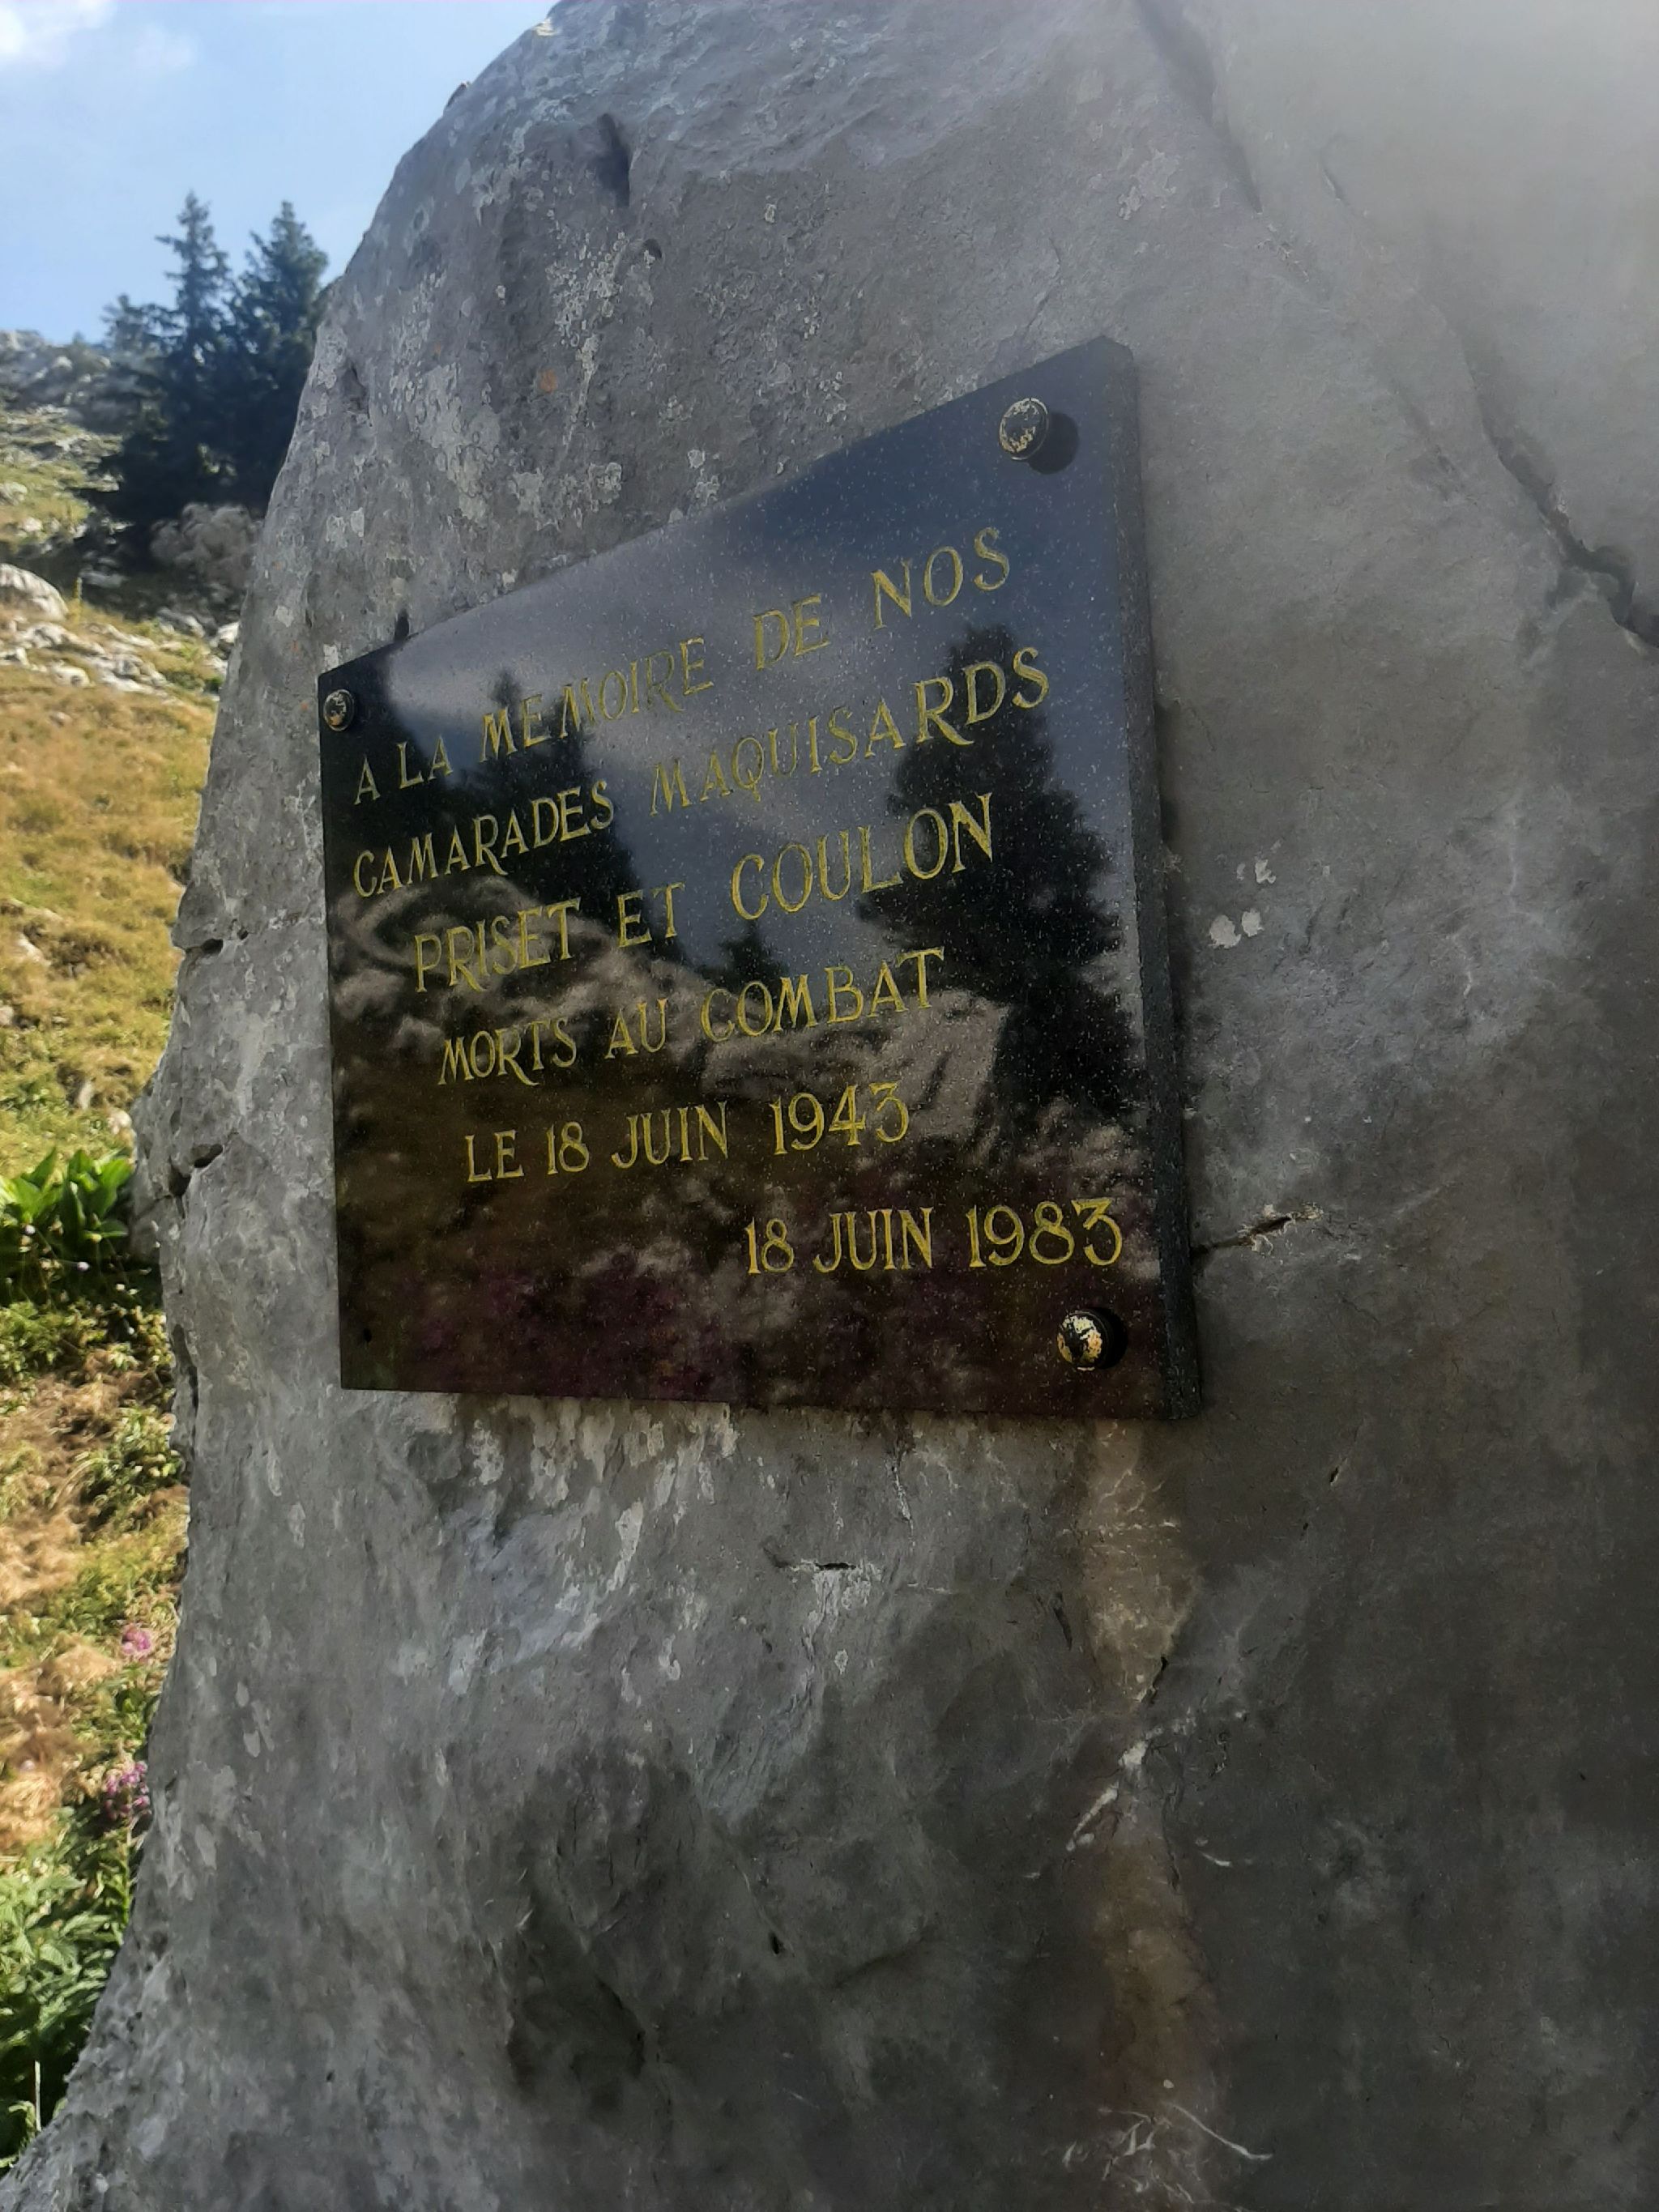 A LA MEMOIRE DE NOS
CAMARADES MAQUISARDS
PRISET ET COULON
MORTS AU COMBAT
LE 18 JUIN 1943
18 JUIN 1983